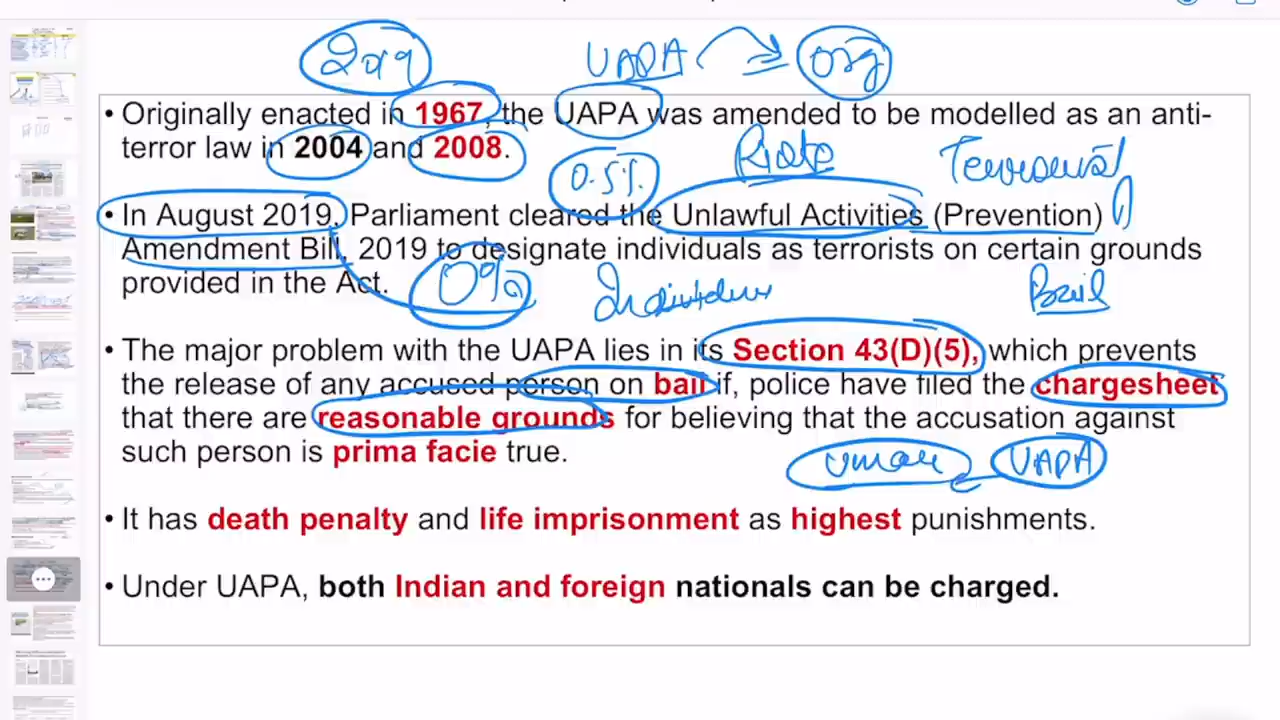 2019 UAPA org
• Originally enacted in 1967, the UAPA was amended to be modelled as an anti-
terror law in 2004 and 2008.
0.5% Riots Terrorist
• In August 2019, Parliament cleared the Unlawful Activities (Prevention)
Amendment Bill, 2019 to designate individuals as terrorists on certain grounds
provided in the Act.
0% Bail
• The major problem with the UAPA lies in its Section 43(D)(5), which prevents
the release of any accused person on bail if, police have filed the chargesheet
that there are reasonable grounds for believing that the accusation against
such person is prima facie true.
umar UAPA
• It has death penalty and life imprisonment as highest punishments.
• Under UAPA, both Indian and foreign nationals can be charged.